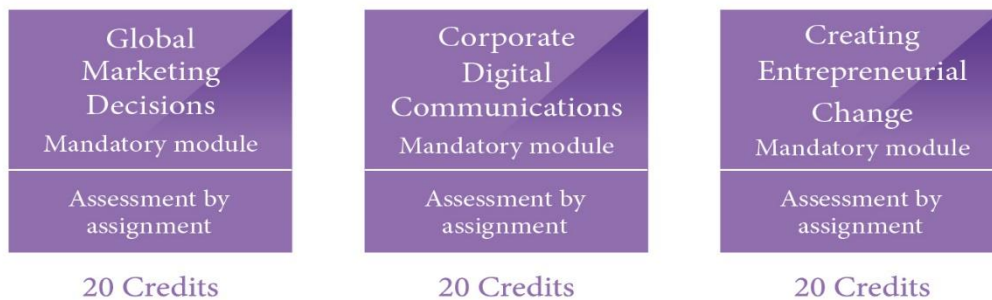 Global
Marketing
Decisions
Mandatory module
Assessment by
assignment
20 Credits
Corporate
Digital
Communications
Mandatory module
Assessment by
assignment
20 Credits
Creating
Entrepreneurial
Change
Mandatory module
Assessment by
assignment
20 Credits